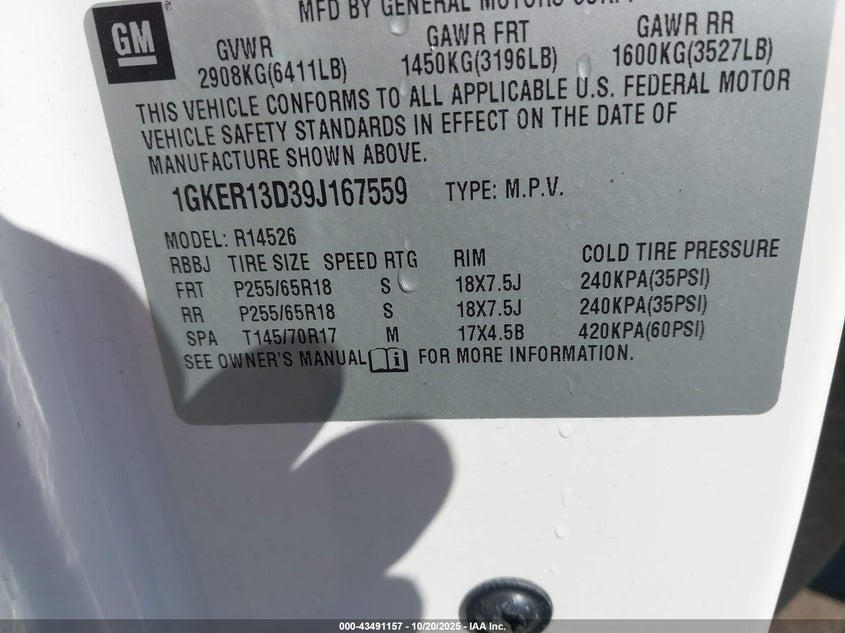 MFD BY GENERAL MOTORS CORP.
GM
GVWR GAWR FRT GAWR RR
2908KG(6411LB) 1450KG(3196LB) 1600KG(3527LB)
THIS VEHICLE CONFORMS TO ALL APPLICABLE U.S. FEDERAL MOTOR
VEHICLE SAFETY STANDARDS IN EFFECT ON THE DATE OF
MANUFACTURE SHOWN ABOVE.
1GKER13D39J167559 TYPE: M.P.V.
MODEL: R14526
RBBJ TIRE SIZE SPEED RTG RIM COLD TIRE PRESSURE
FRT P255/65R18 S 18X7.5J 240KPA(35PSI)
RR P255/65R18 S 18X7.5J 240KPA(35PSI)
SPA T145/70R17 M 17X4.5B 420KPA(60PSI)
SEE OWNER'S MANUAL i FOR MORE INFORMATION.
000-43491157 - 10/20/2025 - IAA Inc.